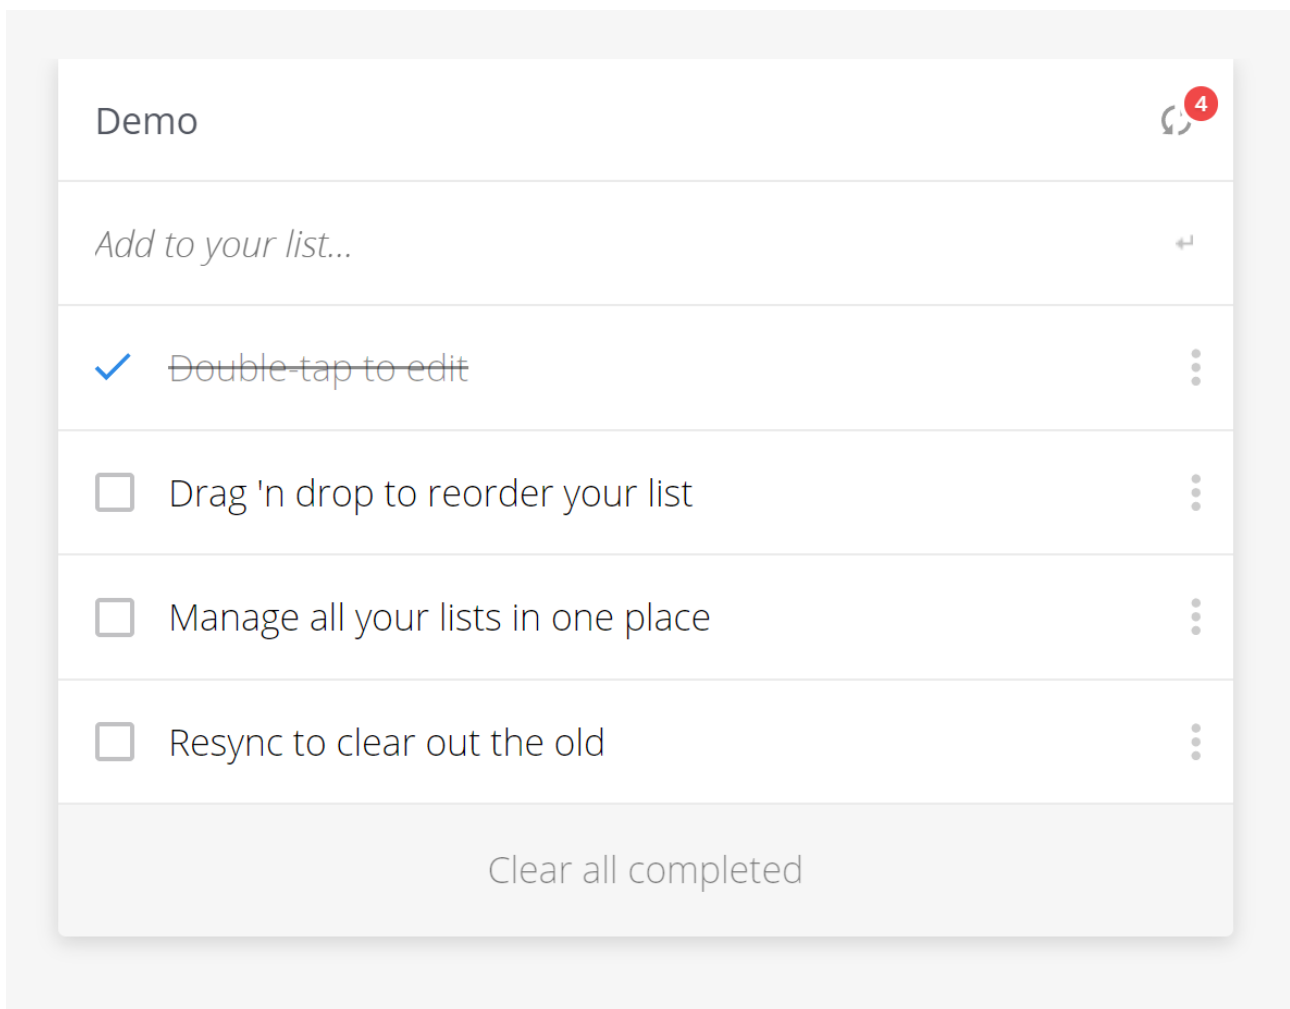 Demo
4
Add to your list...
Double-tap to edit
Drag 'n drop to reorder your list
Manage all your lists in one place
Resync to clear out the old
Clear all completed